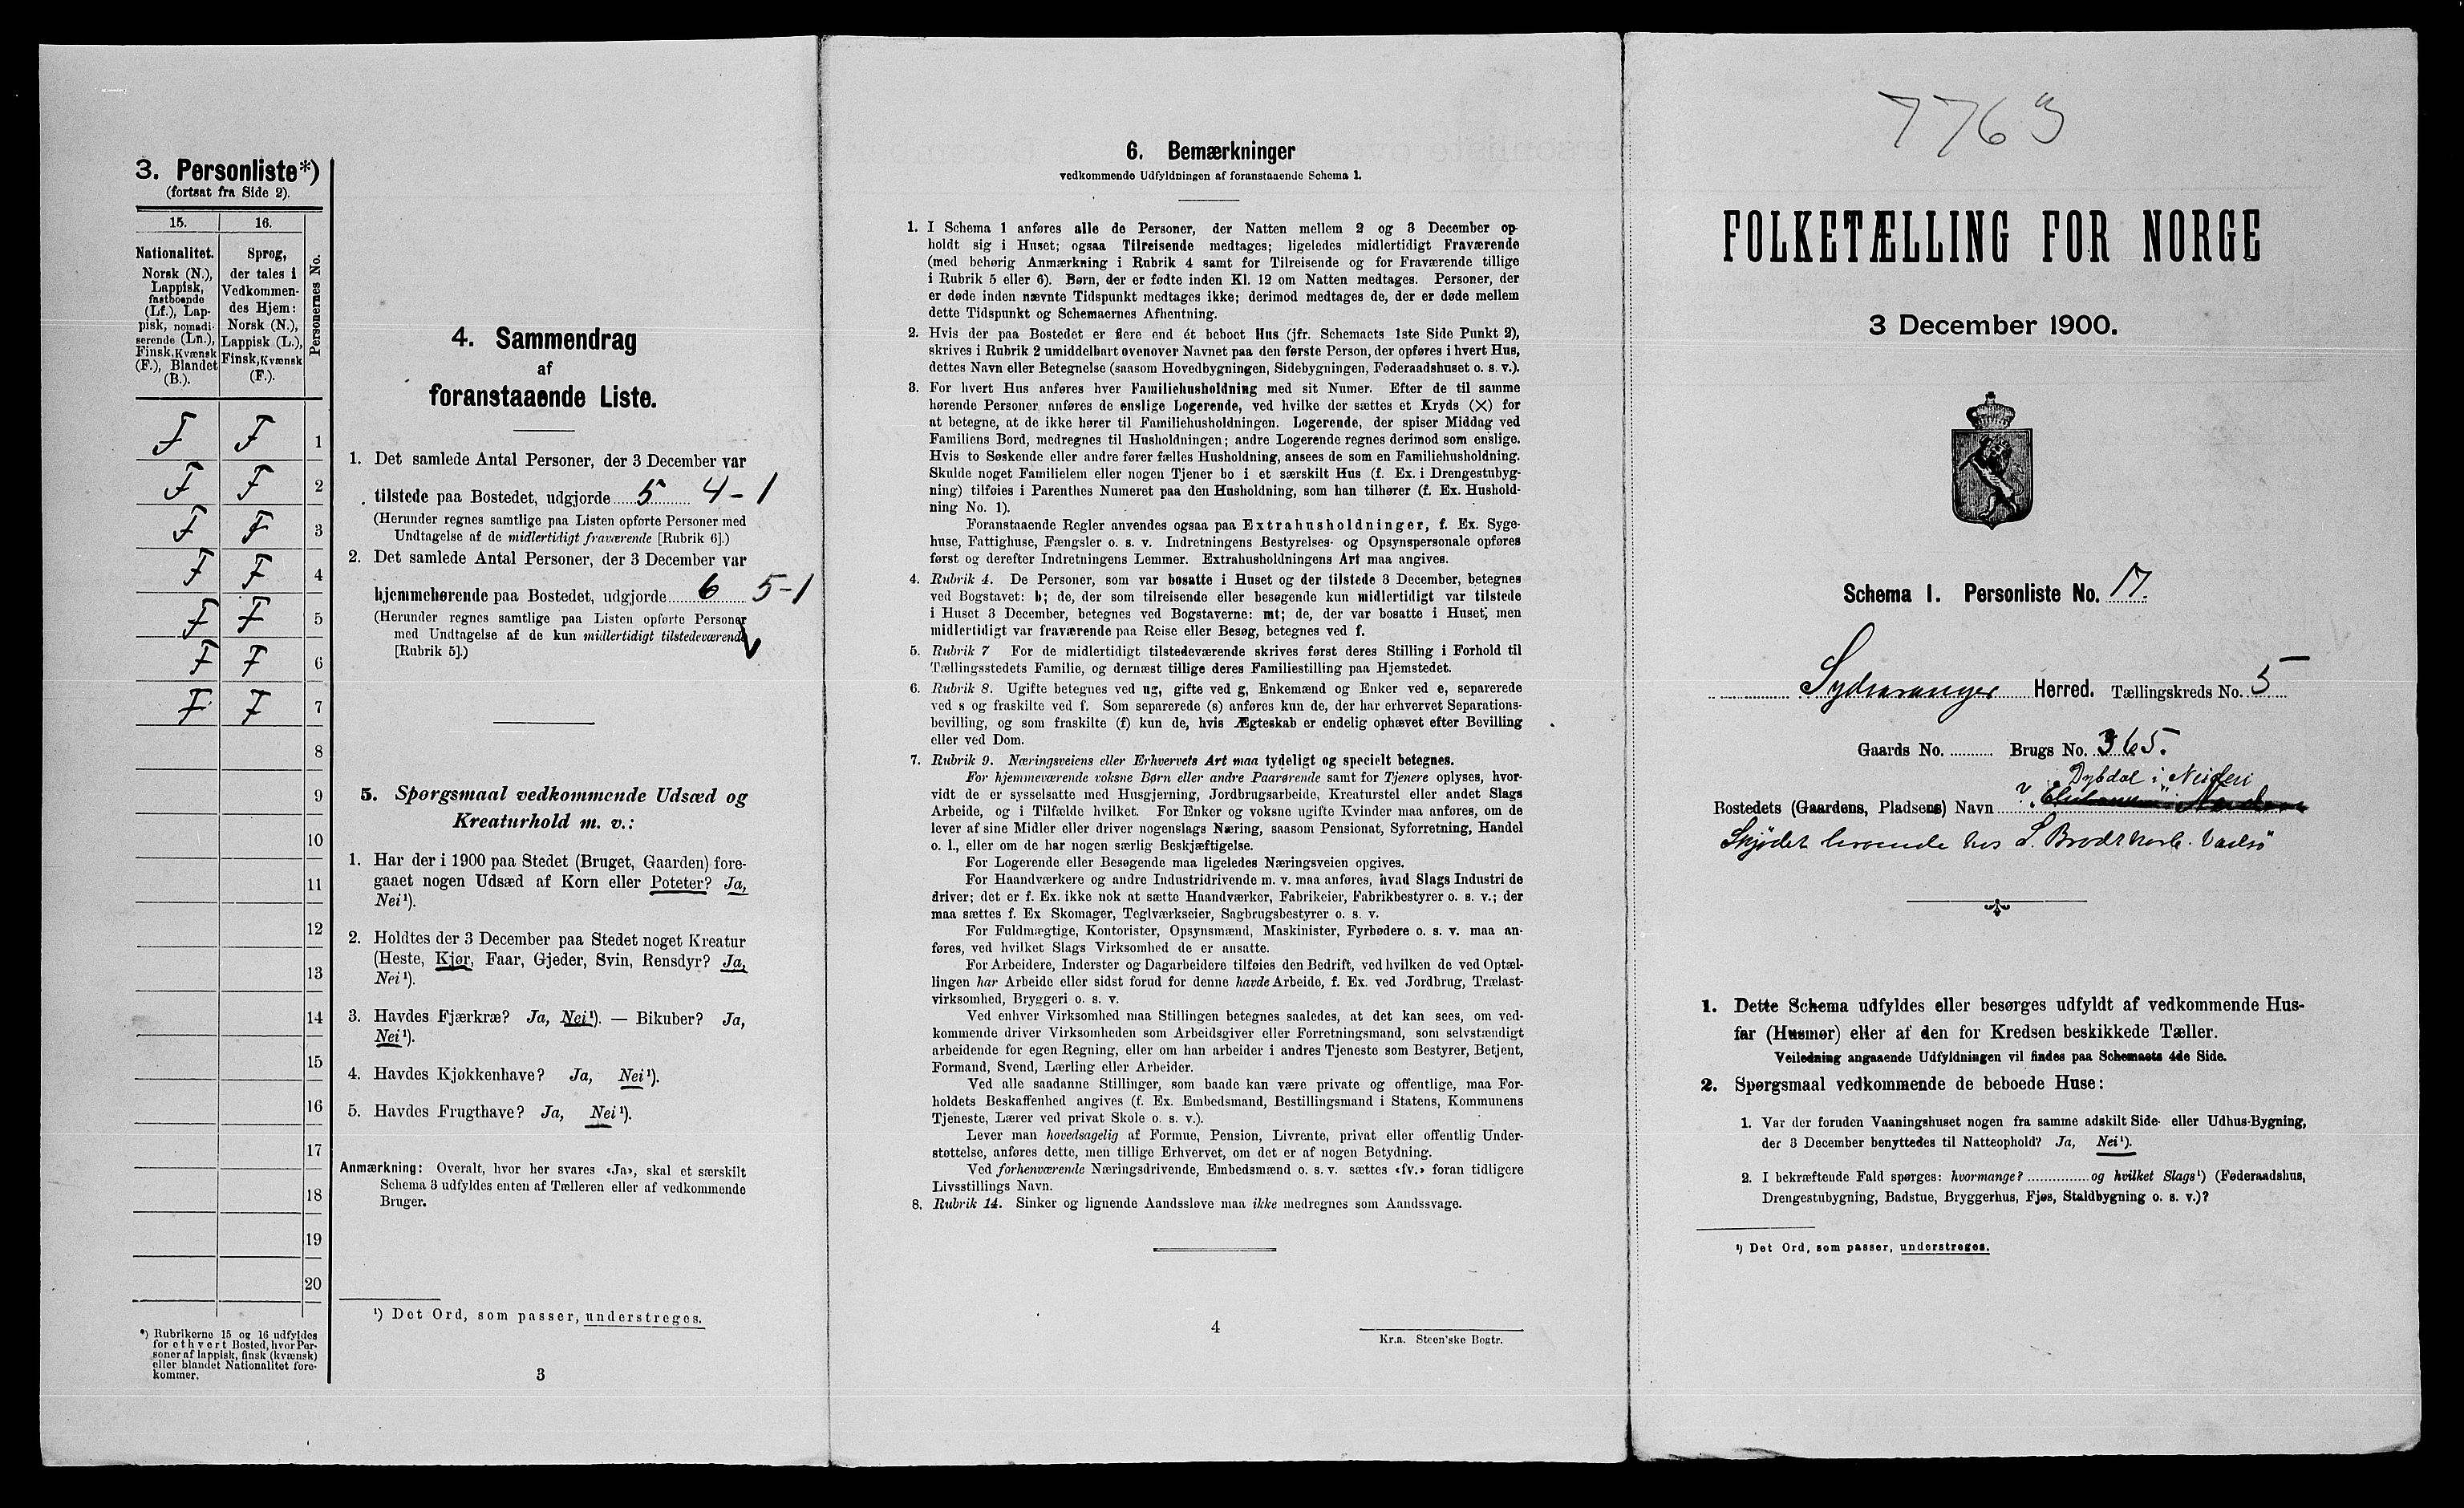 3. Personliste*)
(fortsat fra Side 2).
15.
16.
Personernes No.
Nationalitet.
Norsk (N.),
Lappisk,
fastboende
(Lf.), Lap-
pisk, nomadi-
serende (Ln.),
Finsk, Kvænsk
(F.), Blandet
(B.).
Sprog,
der tales i
Vedkommen-
des Hjem:
Norsk (N.),
Lappisk (L.),
Finsk, Kvænsk
(F.).
F F 1
F F 2
F F 3
F F 4
F F 5
F F 6
F F 7
8
9
10
11
12
13
14
15
16
17
18
19
20
*) Rubrikerne 15 og 16 udfyldes
for ethvert Bosted, hvor Per-
soner af lappisk, finsk (kvænsk)
eller blandet Nationalitet fore-
kommer.
4. Sammendrag
af
foranstaaende Liste.
1. Det samlede Antal Personer, der 3 December var
tilstede paa Bostedet, udgjorde 5 4-1
(Herunder regnes samtlige paa Listen opførte Personer med
Undtagelse af de midlertidigt fraværende [Rubrik 6].)
2. Det samlede Antal Personer, der 3 December var
hjemmehørende paa Bostedet, udgjorde 6 5-1
(Herunder regnes samtlige paa Listen opførte Personer
med Undtagelse af de kun midlertidigt tilstedeværende
[Rubrik 5].)
5. Spørgsmaal vedkommende Udsæd og
Kreaturhold m. v.:
1. Har der i 1900 paa Stedet (Bruget, Gaarden) fore-
gaaet nogen Udsæd af Korn eller Poteter? Ja,
Nei¹).
2. Holdtes der 3 December paa Stedet noget Kreatur
(Heste, Kjør, Faar, Gjeder, Svin, Rensdyr? Ja,
Nei¹).
3. Havdes Fjærkræ? Ja, Nei¹). — Bikuber? Ja,
Nei¹).
4. Havdes Kjøkkenhave? Ja, Nei¹).
5. Havdes Frugthave? Ja, Nei¹).
Anmærkning: Overalt, hvor her svares «Ja», skal et særskilt
Schema 3 udfyldes enten af Tælleren eller af vedkommende
Bruger.
¹) Det Ord, som passer, understreges.
3
6. Bemærkninger
vedkommende Udfyldningen af foranstaaende Schema 1.
1. I Schema 1 anføres alle de Personer, der Natten mellem 2 og 3 December op-
holdt sig i Huset; ogsaa Tilreisende medtages; ligeledes midlertidigt Fraværende
(med behørig Anmærkning i Rubrik 4 samt for Tilreisende og for Fraværende tillige
i Rubrik 5 eller 6). Børn, der er fødte inden Kl. 12 om Natten medtages. Personer, der
er døde inden nævnte Tidspunkt medtages ikke; derimod medtages de, der er døde mellem
dette Tidspunkt og Schemaernes Afhentning.
2. Hvis der paa Bostedet er flere end ét beboet Hus (jfr. Schemaets 1ste Side Punkt 2),
skrives i Rubrik 2 umiddelbart ovenover Navnet paa den første Person, der opføres i hvert Hus,
dettes Navn eller Betegnelse (saasom Hovedbygningen, Sidebygningen, Føderaadshuset o. s. v.).
3. For hvert Hus anføres hver Familiehusholdning med sit Numer. Efter de til samme
hørende Personer anføres de enslige Logerende, ved hvilke der sættes et Kryds (X) for
at betegne, at de ikke hører til Familiehusholdningen. Logerende, der spiser Middag ved
Familiens Bord, medregnes til Husholdningen; andre Logerende regnes derimod som enslige.
Hvis to Søskende eller andre fører fælles Husholdning, ansees de som en Familiehusholdning.
Skulde noget Familielem eller nogen Tjener bo i et særskilt Hus (f. Ex. i Drengestubyg-
ning) tilføies i Parenthes Numeret paa den Husholdning, som han tilhører (f. Ex. Hushold-
ning No. 1).
Foranstaaende Regler anvendes ogsaa paa Extrahusholdninger, f. Ex. Syge-
huse, Fattighuse, Fængsler o. s. v. Indretningens Bestyrelses- og Opsynspersonale opføres
først og derefter Indretningens Lemmer. Extrahusholdningens Art maa angives.
4. Rubrik 4. De Personer, som var bosatte i Huset og der tilstede 3 December, betegnes
ved Bogstavet: b; de, der som tilreisende eller besøgende kun midlertidigt var tilstede
i Huset 3 December, betegnes ved Bogstaverne: mt; de, der var bosatte i Huset, men
midlertidigt var fraværende paa Reise eller Besøg, betegnes ved f.
5. Rubrik 7 For de midlertidigt tilstedeværende skrives først deres Stilling i Forhold til
Tællingsstedets Familie, og dernæst tillige deres Familiestilling paa Hjemstedet.
6. Rubrik 8. Ugifte betegnes ved ug, gifte ved g, Enkemænd og Enker ved e, separerede
ved s og fraskilte ved f. Som separerede (s) anføres kun de, der har erhvervet Separations-
bevilling, og som fraskilte (f) kun de, hvis Ægteskab er endelig ophævet efter Bevilling
eller ved Dom.
7. Rubrik 9. Næringsveiens eller Erhvervets Art maa tydeligt og specielt betegnes.
For hjemmeværende voksne Børn eller andre Paarørende samt for Tjenere oplyses, hvor-
vidt de er sysselsatte med Husgjerning, Jordbrugsarbeide, Kreaturstel eller andet Slags
Arbeide, og i Tilfælde hvilket. For Enker og voksne ugifte Kvinder maa anføres, om de
lever af sine Midler eller driver nogenslags Næring, saasom Pensionat, Syforretning, Handel
o. l., eller om de har nogen særlig Beskjæftigelse.
For Logerende eller Besøgende maa ligeledes Næringsveien opgives.
For Haandværkere og andre Industridrivende m. v. maa anføres, hvad Slags Industri de
driver; det er f. Ex. ikke nok at sætte Haandværker, Fabrikeier, Fabrikbestyrer o. s. v.; der
maa sættes f. Ex Skomager, Teglværkseier, Sagbrugsbestyrer o. s. v.
For Fuldmægtige, Kontorister, Opsynsmænd, Maskinister, Fyrbødere o. s. v. maa an-
føres, ved hvilket Slags Virksomhed de er ansatte.
For Arbeidere, Inderster og Dagarbeidere tilføies den Bedrift, ved hvilken de ved Optæl-
lingen har Arbeide eller sidst forud for denne havde Arbeide, f. Ex. ved Jordbrug, Trælast-
virksomhed, Bryggeri o. s. v.
Ved enhver Virksomhed maa Stillingen betegnes saaledes, at det kan sees, om ved-
kommende driver Virksomheden som Arbeidsgiver eller Forretningsmand, som selvstændigt
arbeidende for egen Regning, eller om han arbeider i andres Tjeneste som Bestyrer, Betjent,
Formand, Svend, Lærling eller Arbeider.
Ved alle saadanne Stillinger, som baade kan være private og offentlige, maa For-
holdets Beskaffenhed angives (f. Ex. Embedsmand, Bestillingsmand i Statens, Kommunens
Tjeneste, Lærer ved privat Skole o. s. v.).
Lever man hovedsagelig af Formue, Pension, Livrente, privat eller offentlig Under-
støttelse, anføres dette, men tillige Erhvervet, om det er af nogen Betydning.
Ved forhenværende Næringsdrivende, Embedsmænd o. s. v. sættes «fv.» foran tidligere
Livsstillings Navn.
8. Rubrik 14. Sinker og lignende Aandssløve maa ikke medregnes som Aandssvage.
4
Kr.a. Steen'ske Bogtr.
7763
FOLKETÆLLING FOR NORGE
3 December 1900.
Schema 1. Personliste No. 17.
Sydvaranger Herred. Tællingskreds No. 5
Gaards No. Brugs No. 365.
Dybdal i Neiden
Bostedets (Gaardens, Pladsens) Navn ?
Skjødet beroende hos L. Brodtkorb. Vadsø
1. Dette Schema udfyldes eller besørges udfyldt af vedkommende Hus-
far (Husmor) eller af den for Kredsen beskikkede Tæller.
Veiledning angaaende Udfyldningen vil findes paa Schemaets 4de Side.
2. Spørgsmaal vedkommende de beboede Huse:
1. Var der foruden Vaaningshuset nogen fra samme adskilt Side- eller Udhus-Bygning,
der 3 December benyttedes til Natteophold? Ja, Nei¹).
2. I bekræftende Fald spørges: hvormange? og hvilket Slags¹) (Føderaadshus,
Drengestubygning, Badstue, Bryggerhus, Fjøs, Staldbygning o. s. v.)?
¹) Det Ord, som passer, understreges.